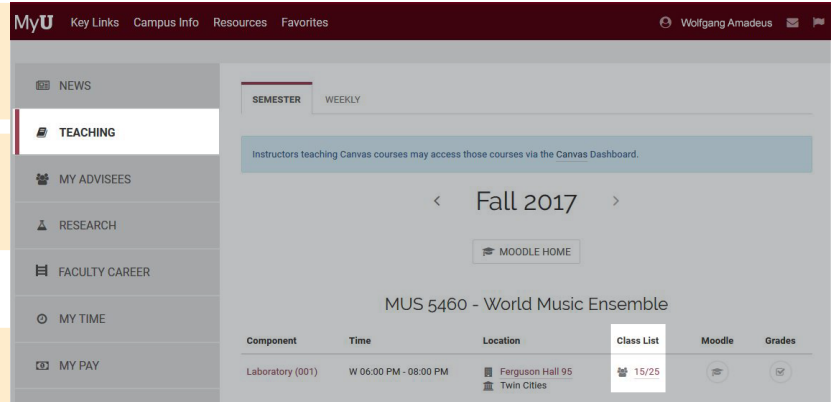 MyU Key Links Campus Info Resources Favorites Wolfgang Amadeus
NEWS
TEACHING
MY ADVISEES
RESEARCH
FACULTY CAREER
MY TIME
MY PAY
SEMESTER WEEKLY
Instructors teaching Canvas courses may access those courses via the Canvas Dashboard.
< Fall 2017 >
MOODLE HOME
MUS 5460 - World Music Ensemble
Component Time Location Class List Moodle Grades
Laboratory (001) W 06:00 PM - 08:00 PM Ferguson Hall 95 15/25
Twin Cities